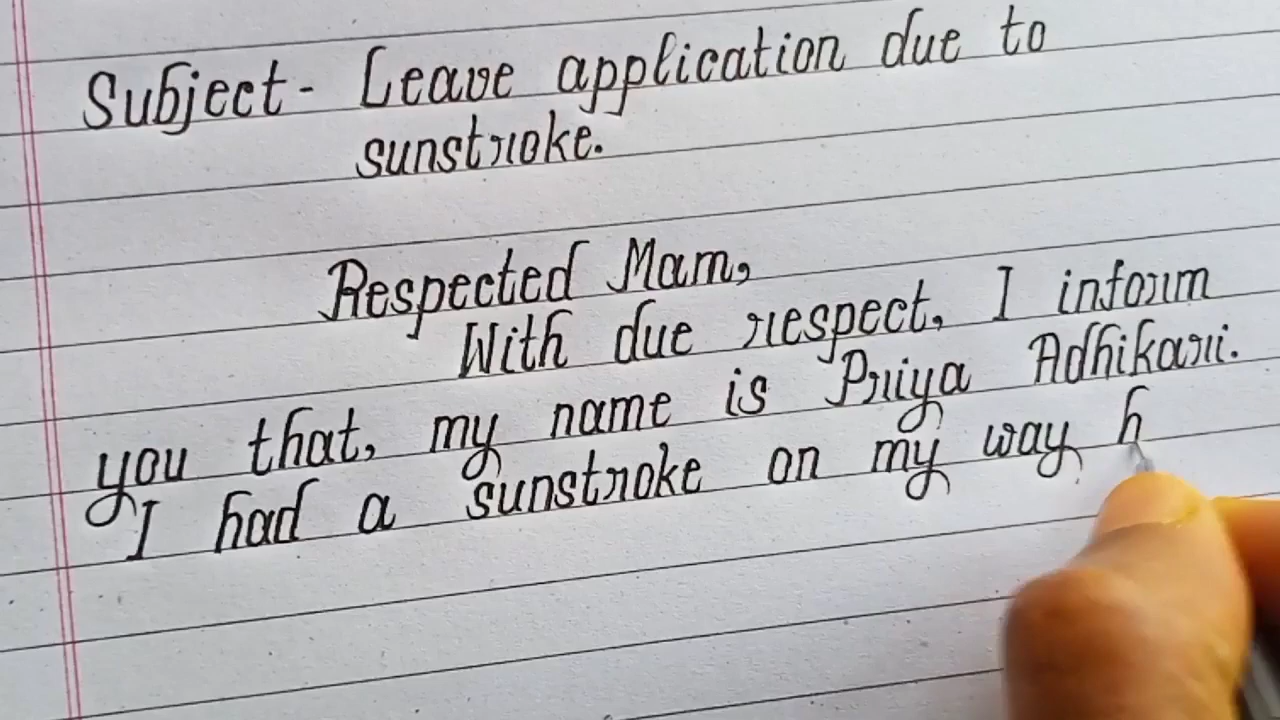 Subject- Leave application due to
sunstroke.
Respected Mam,
With due respect, I inform
you that, my name is Priya Adhikari.
I had a sunstroke on my way h